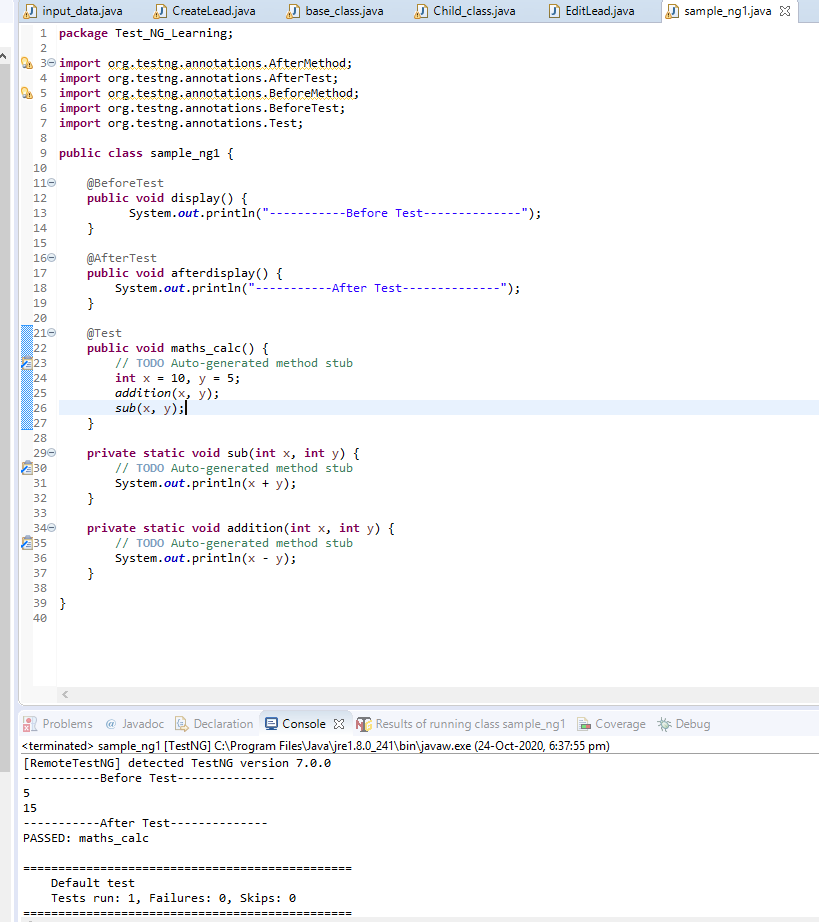 input_data.java CreateLead.java base_class.java Child_class.java EditLead.java sample_ng1.java
1 package Test_NG_Learning;
2
3 import org.testng.annotations.AfterMethod;
4 import org.testng.annotations.AfterTest;
5 import org.testng.annotations.BeforeMethod;
6 import org.testng.annotations.BeforeTest;
7 import org.testng.annotations.Test;
8
9 public class sample_ng1 {
10
11 @BeforeTest
12 public void display() {
13 System.out.println("-----------Before Test--------------");
14 }
15
16 @AfterTest
17 public void afterdisplay() {
18 System.out.println("-----------After Test--------------");
19 }
20
21 @Test
22 public void maths_calc() {
23 // TODO Auto-generated method stub
24 int x = 10, y = 5;
25 addition(x, y);
26 sub(x, y);
27 }
28
29 private static void sub(int x, int y) {
30 // TODO Auto-generated method stub
31 System.out.println(x + y);
32 }
33
34 private static void addition(int x, int y) {
35 // TODO Auto-generated method stub
36 System.out.println(x - y);
37 }
38
39 }
40
Problems @ Javadoc Declaration Console Results of running class sample_ng1 Coverage Debug
<terminated> sample_ng1 [TestNG] C:\Program Files\Java\jre1.8.0_241\bin\javaw.exe (24-Oct-2020, 6:37:55 pm)
[RemoteTestNG] detected TestNG version 7.0.0
-----------Before Test--------------
5
15
-----------After Test--------------
PASSED: maths_calc
===============================================
Default test
Tests run: 1, Failures: 0, Skips: 0
===============================================